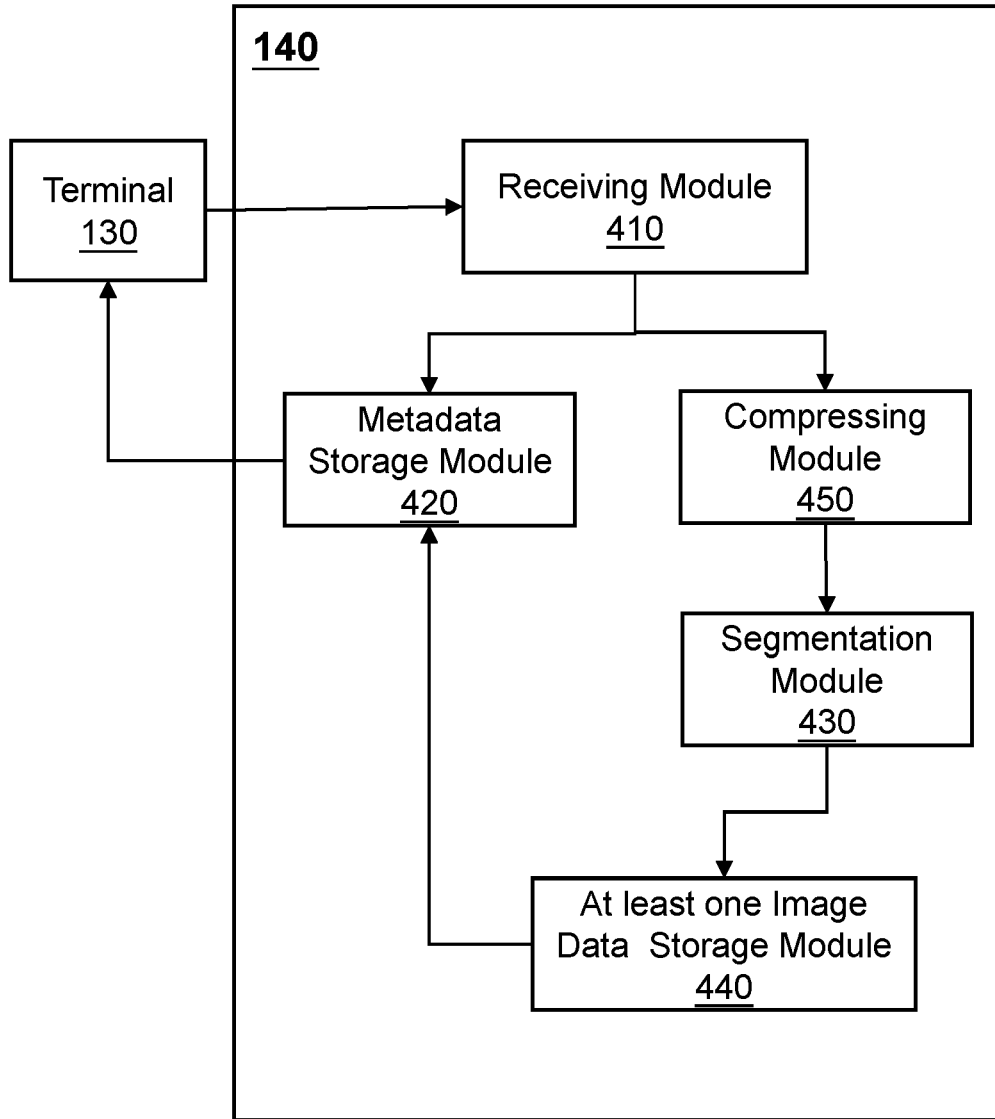 140
Terminal
130
Receiving Module
410
Metadata
Storage Module
420
Compressing
Module
450
Segmentation
Module
430
At least one Image
Data Storage Module
440